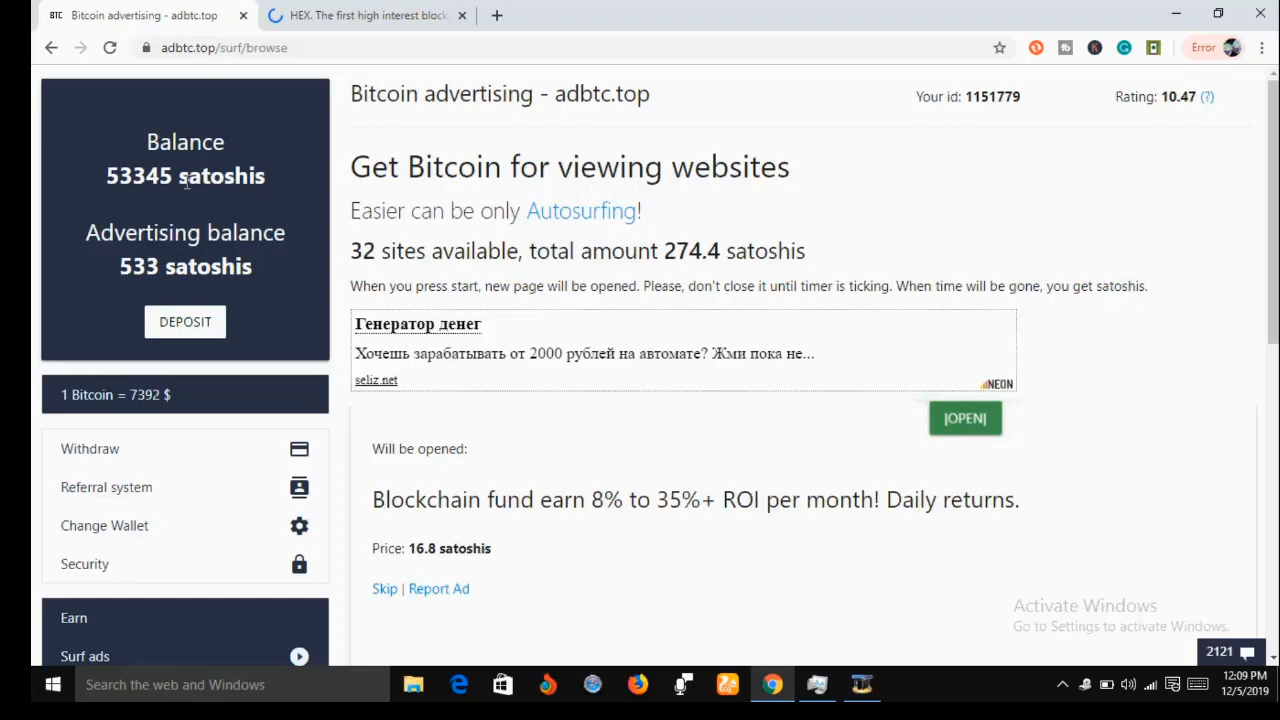 Bitcoin advertising - adbtc.top
HEX. The first high interest block
adbtc.top/surf/browse
Error
Balance
53345 satoshis
Advertising balance
533 satoshis
DEPOSIT
1 Bitcoin = 7392 $
Withdraw
Referral system
Change Wallet
Security
Earn
Surf ads
Bitcoin advertising - adbtc.top
Your id: 1151779
Rating: 10.47 (?)
Get Bitcoin for viewing websites
Easier can be only Autosurfing!
32 sites available, total amount 274.4 satoshis
When you press start, new page will be opened. Please, don't close it until timer is ticking. When time will be gone, you get satoshis.
Генератор денег
Хочешь зарабатывать от 2000 рублей на автомате? Жми пока не...
seliz.net
NEON
|OPEN|
Will be opened:
Blockchain fund earn 8% to 35%+ ROI per month! Daily returns.
Price: 16.8 satoshis
Skip | Report Ad
Activate Windows
Go to Settings to activate Windows.
2121
Search the web and Windows
12:09 PM
12/5/2019